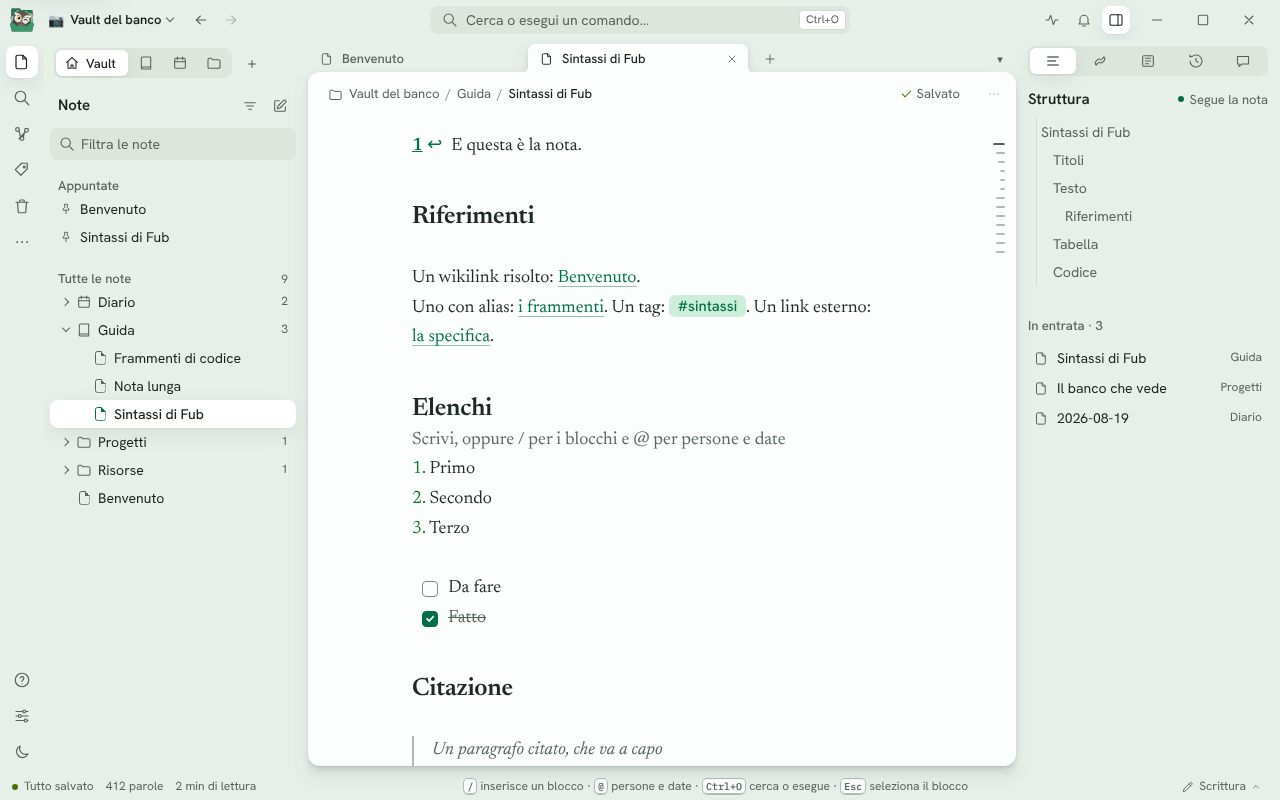 Vault del banco
Cerca o esegui un comando…
Ctrl+O
Vault
Note
Filtra le note
Appuntate
Benvenuto
Sintassi di Fub
Tutte le note 9
Diario 2
Guida 3
Frammenti di codice
Nota lunga
Sintassi di Fub
Progetti 1
Risorse 1
Benvenuto
Benvenuto
Sintassi di Fub
Vault del banco / Guida / Sintassi di Fub
Salvato
1 ↩ E questa è la nota.
Riferimenti
Un wikilink risolto: Benvenuto.
Uno con alias: i frammenti. Un tag: #sintassi. Un link esterno:
la specifica.
Elenchi
Scrivi, oppure / per i blocchi e @ per persone e date
1. Primo
2. Secondo
3. Terzo
Da fare
Fatto
Citazione
Un paragrafo citato, che va a capo
Struttura
Segue la nota
Sintassi di Fub
Titoli
Testo
Riferimenti
Tabella
Codice
In entrata · 3
Sintassi di Fub Guida
Il banco che vede Progetti
2026-08-19 Diario
Tutto salvato 412 parole 2 min di lettura
/ inserisce un blocco · @ persone e date · Ctrl+O cerca o esegue · Esc seleziona il blocco
Scrittura